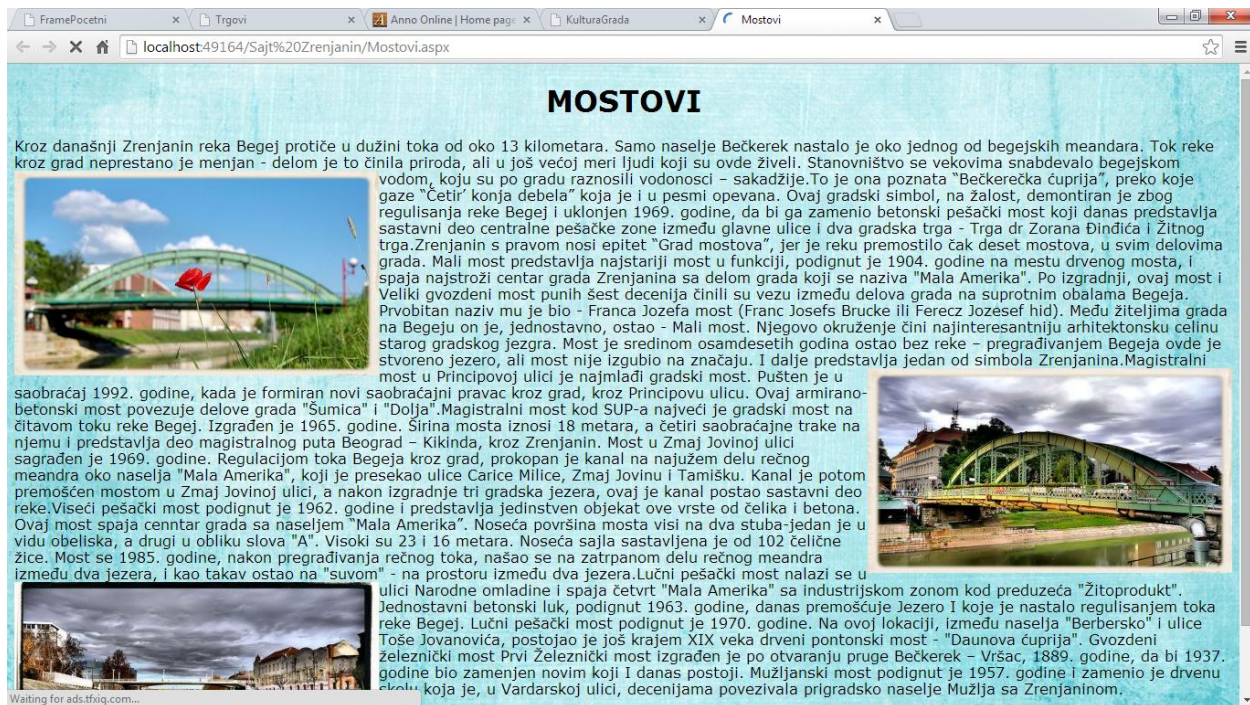 FramePocetni
Trgovi
Anno Online | Home page
KulturaGrada
Mostovi
localhost:49164/Sajt%20Zrenjanin/Mostovi.aspx
MOSTOVI
Kroz današnji Zrenjanin reka Begej protiče u dužini toka od oko 13 kilometara. Samo naselje Bečkerek nastalo je oko jednog od begejskih meandara. Tok reke
kroz grad neprestano je menjan - delom je to činila priroda, ali u još većoj meri ljudi koji su ovde živeli. Stanovništvo se vekovima snabdevalo begejskom
vodom, koju su po gradu raznosili vodonosci – sakadžije.To je ona poznata “Bečkerečka ćuprija”, preko koje
gaze “Četir’ konja debela” koja je i u pesmi opevana. Ovaj gradski simbol, na žalost, demontiran je zbog
regulisanja reke Begej i uklonjen 1969. godine, da bi ga zamenio betonski pešački most koji danas predstavlja
sastavni deo centralne pešačke zone između glavne ulice i dva gradska trga - Trga dr Zorana Đinđića i Žitnog
trga.Zrenjanin s pravom nosi epitet “Grad mostova”, jer je reku premostilo čak deset mostova, u svim delovima
grada. Mali most predstavlja najstariji most u funkciji, podignut je 1904. godine na mestu drvenog mosta, i
spaja najstroži centar grada Zrenjanina sa delom grada koji se naziva "Mala Amerika". Po izgradnji, ovaj most i
Veliki gvozdeni most punih šest decenija činili su vezu između delova grada na suprotnim obalama Begeja.
Prvobitan naziv mu je bio - Franca Jozefa most (Franc Josefs Brucke ili Ferecz Jozesef hid). Među žiteljima grada
na Begeju on je, jednostavno, ostao - Mali most. Njegovo okruženje čini najinteresantniju arhitektonsku celinu
starog gradskog jezgra. Most je sredinom osamdesetih godina ostao bez reke – pregrađivanjem Begeja ovde je
stvoreno jezero, ali most nije izgubio na značaju. I dalje predstavlja jedan od simbola Zrenjanina.Magistralni
most u Principovoj ulici je najmlađi gradski most. Pušten je u
saobraćaj 1992. godine, kada je formiran novi saobraćajni pravac kroz grad, kroz Principovu ulicu. Ovaj armirano-
betonski most povezuje delove grada "Šumica" i "Dolja".Magistralni most kod SUP-a najveći je gradski most na
čitavom toku reke Begej. Izgrađen je 1965. godine. Širina mosta iznosi 18 metara, a četiri saobraćajne trake na
njemu i predstavlja deo magistralnog puta Beograd – Kikinda, kroz Zrenjanin. Most u Zmaj Jovinoj ulici
sagrađen je 1969. godine. Regulacijom toka Begeja kroz grad, prokopan je kanal na najužem delu rečnog
meandra oko naselja "Mala Amerika", koji je presekao ulice Carice Milice, Zmaj Jovinu i Tamišku. Kanal je potom
premošćen mostom u Zmaj Jovinoj ulici, a nakon izgradnje tri gradska jezera, ovaj je kanal postao sastavni deo
reke.Viseći pešački most podignut je 1962. godine i predstavlja jedinstven objekat ove vrste od čelika i betona.
Ovaj most spaja cenntar grada sa naseljem “Mala Amerika”. Noseća površina mosta visi na dva stuba-jedan je u
vidu obeliska, a drugi u obliku slova "A". Visoki su 23 i 16 metara. Noseća sajla sastavljena je od 102 čelične
žice. Most se 1985. godine, nakon pregrađivanja rečnog toka, našao se na zatrpanom delu rečnog meandra
između dva jezera, i kao takav ostao na "suvom" - na prostoru između dva jezera.Lučni pešački most nalazi se u
ulici Narodne omladine i spaja četvrt "Mala Amerika" sa industrijskom zonom kod preduzeća "Žitoprodukt".
Jednostavni betonski luk, podignut 1963. godine, danas premošćuje Jezero I koje je nastalo regulisanjem toka
reke Begej. Lučni pešački most podignut je 1970. godine. Na ovoj lokaciji, između naselja "Berbersko" i ulice
Toše Jovanovića, postojao je još krajem XIX veka drveni pontonski most - "Daunova ćuprija". Gvozdeni
železnički most Prvi Železnički most izgrađen je po otvaranju pruge Bečkerek – Vršac, 1889. godine, da bi 1937.
godine bio zamenjen novim koji I danas postoji. Mužljanski most podignut je 1957. godine i zamenio je drvenu
skelu koja je, u Vardarskoj ulici, decenijama povezivala prigradsko naselje Mužlja sa Zrenjaninom.
Waiting for ads.tfxiq.com...